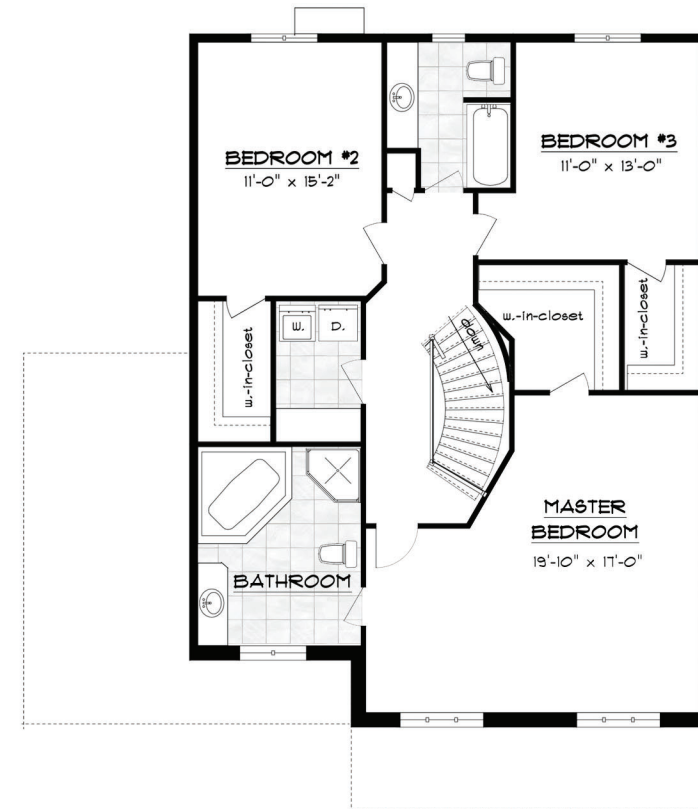 BEDROOM #2
11'-0" x 15'-2"
BEDROOM #3
11'-0" x 13'-0"
w.-in-closet
w.-in-closet
down
W.
D.
w.-in-closet
MASTER
BEDROOM
19'-10" x 17'-0"
BATHROOM